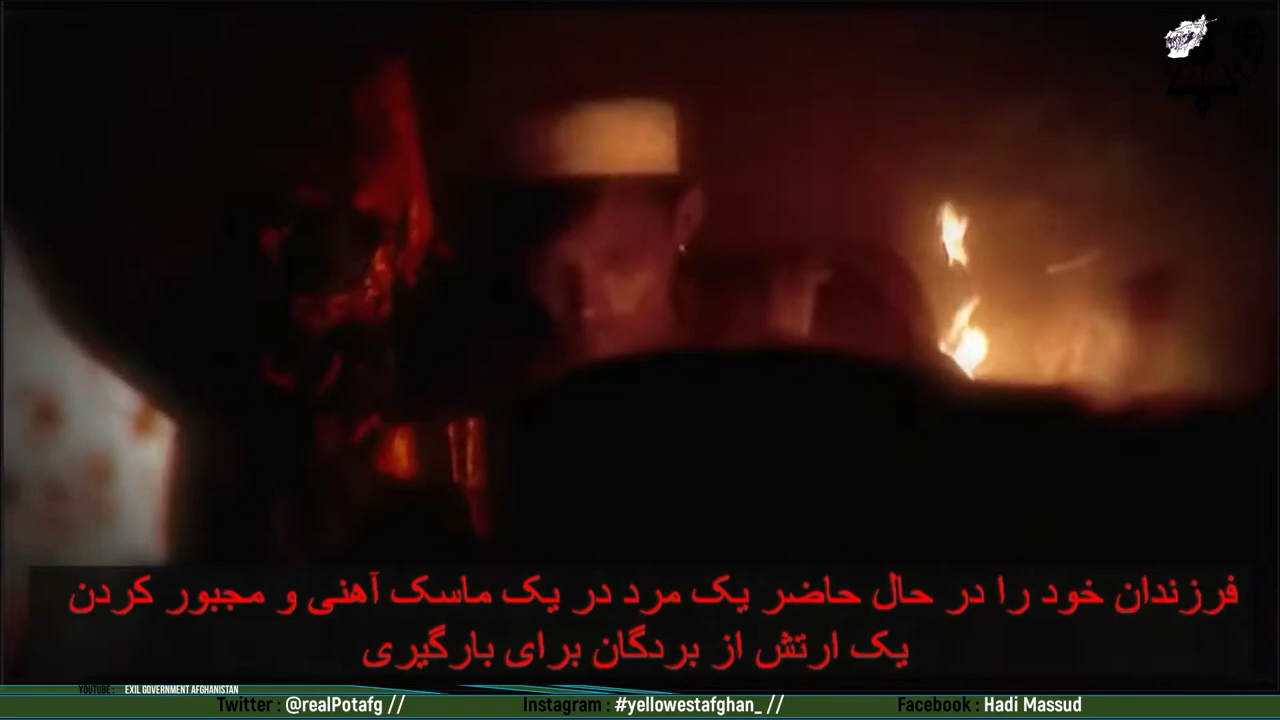 فرزندان خود را در حال حاضر یک مرد در یک ماسک آهنی و مجبور کردن
یک ارتش از بردگان برای بارگیری
YOUTUBE : EXIL GOVERNMENT AFGHANISTAN
Twitter : @realPotafg // Instagram : #yellowestafghan_ // Facebook : Hadi Massud